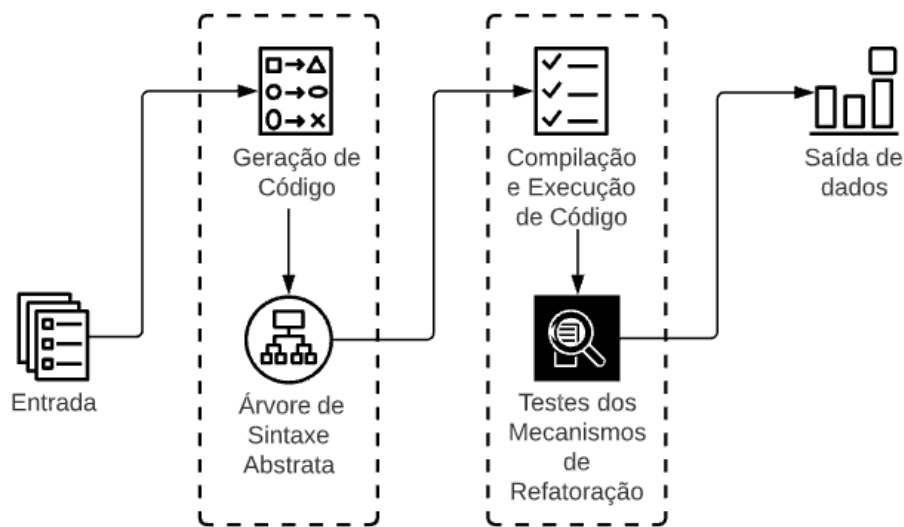 Geração de
Código
Compilação
e Execução
de Código
Saída de
dados
Entrada
Árvore de
Sintaxe
Abstrata
Testes dos
Mecanismos
de
Refatoração